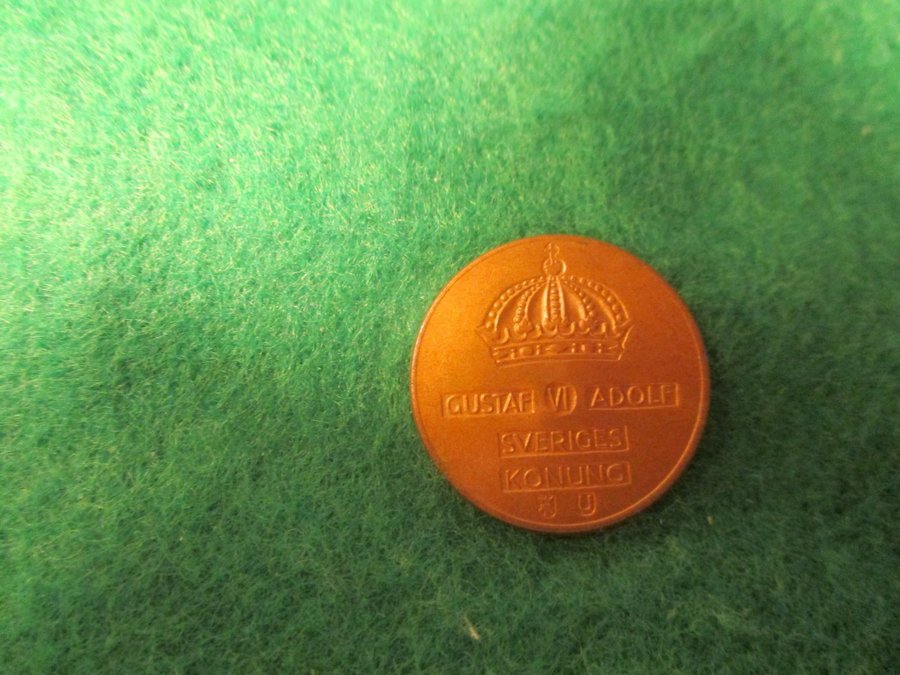 GUSTAF VI ADOLF
SVERIGES
KONUNG
U